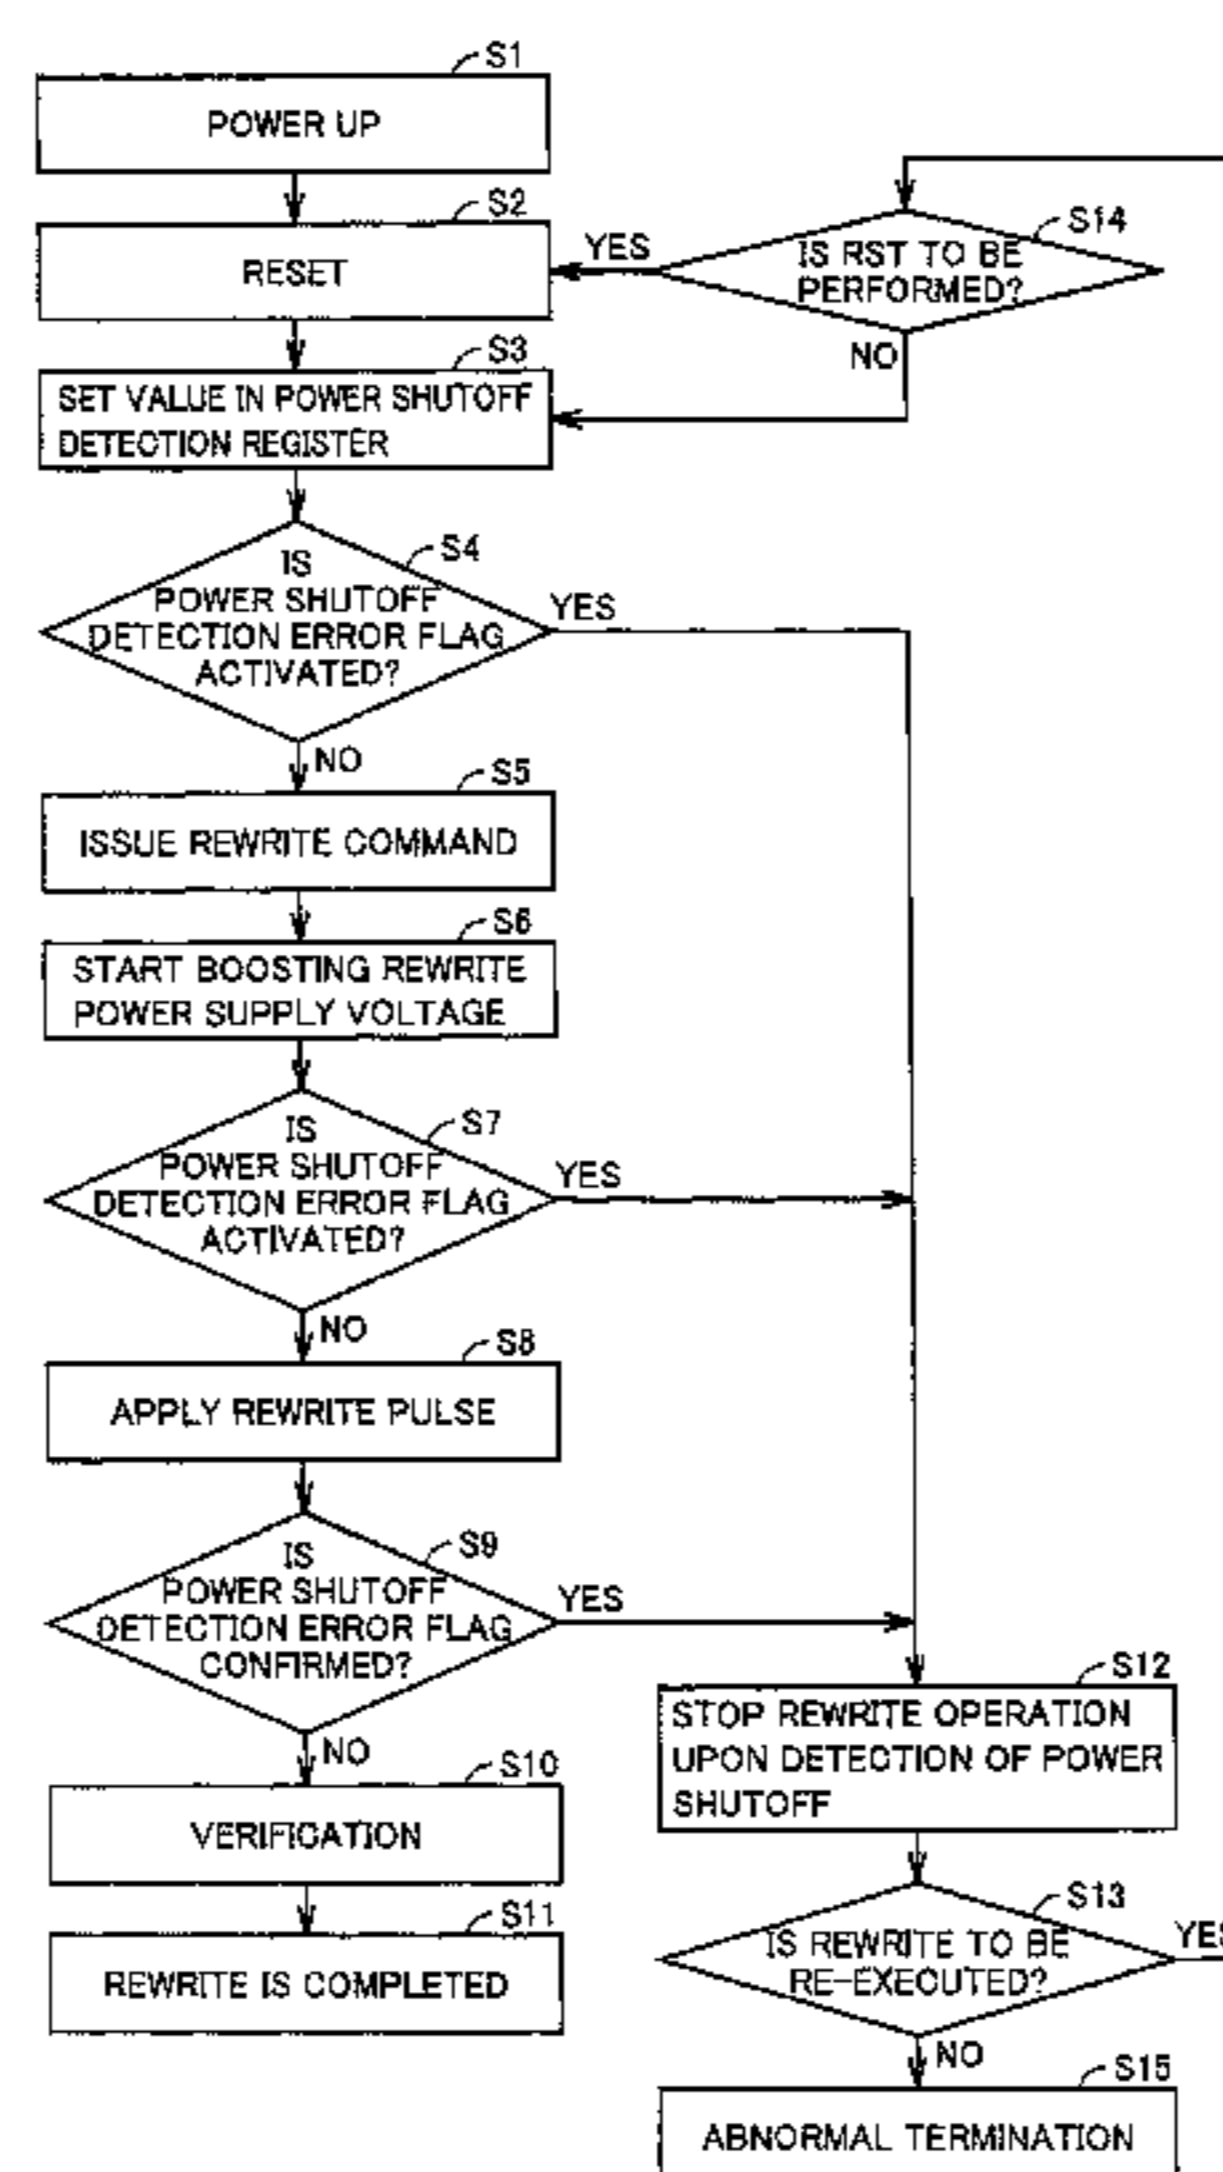 S1
POWER UP
S2
RESET
YES
S14
IS RST TO BE
PERFORMED?
NO
S3
SET VALUE IN POWER SHUTOFF
DETECTION REGISTER
S4
IS
POWER SHUTOFF
DETECTION ERROR FLAG
ACTIVATED?
YES
NO
S5
ISSUE REWRITE COMMAND
S6
START BOOSTING REWRITE
POWER SUPPLY VOLTAGE
S7
IS
POWER SHUTOFF
DETECTION ERROR FLAG
ACTIVATED?
YES
NO
S8
APPLY REWRITE PULSE
S9
IS
POWER SHUTOFF
DETECTION ERROR FLAG
CONFIRMED?
YES
NO
S10
VERIFICATION
S11
REWRITE IS COMPLETED
S12
STOP REWRITE OPERATION
UPON DETECTION OF POWER
SHUTOFF
S13
IS REWRITE TO BE
RE-EXECUTED?
YES
NO
S15
ABNORMAL TERMINATION